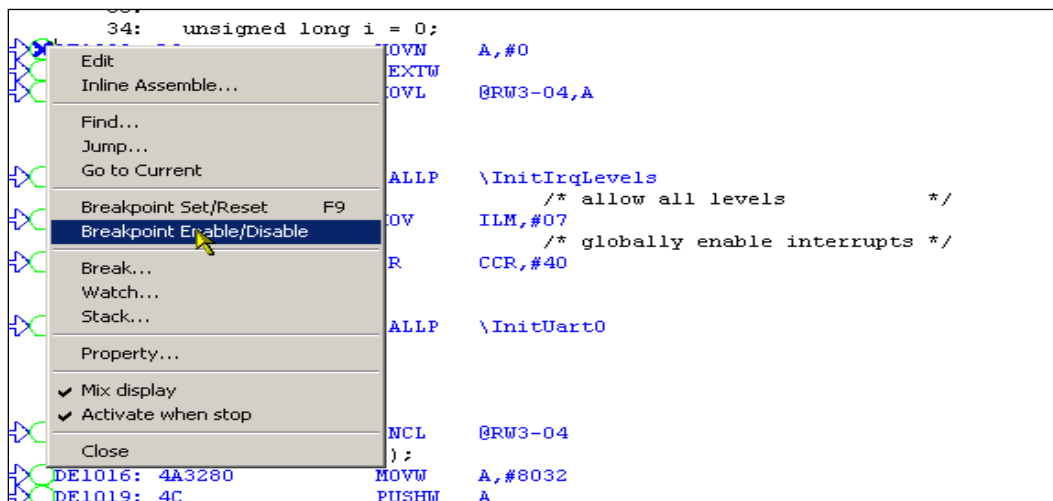 34: unsigned long i = 0;
MOVN A,#0
Edit
EXTW
Inline Assemble...
OVL @RW3-04,A
Find...
Jump...
Go to Current
ALLP \InitIrqLevels
Breakpoint Set/Reset F9
/* allow all levels */
OV ILM,#07
Breakpoint Enable/Disable
/* globally enable interrupts */
R CCR,#40
Break...
Watch...
Stack...
ALLP \InitUart0
Property...
Mix display
Activate when stop
NCL @RW3-04
Close
);
DE1016: 4A3280 MOVW A,#8032
DE1019: 4C PUSHW A